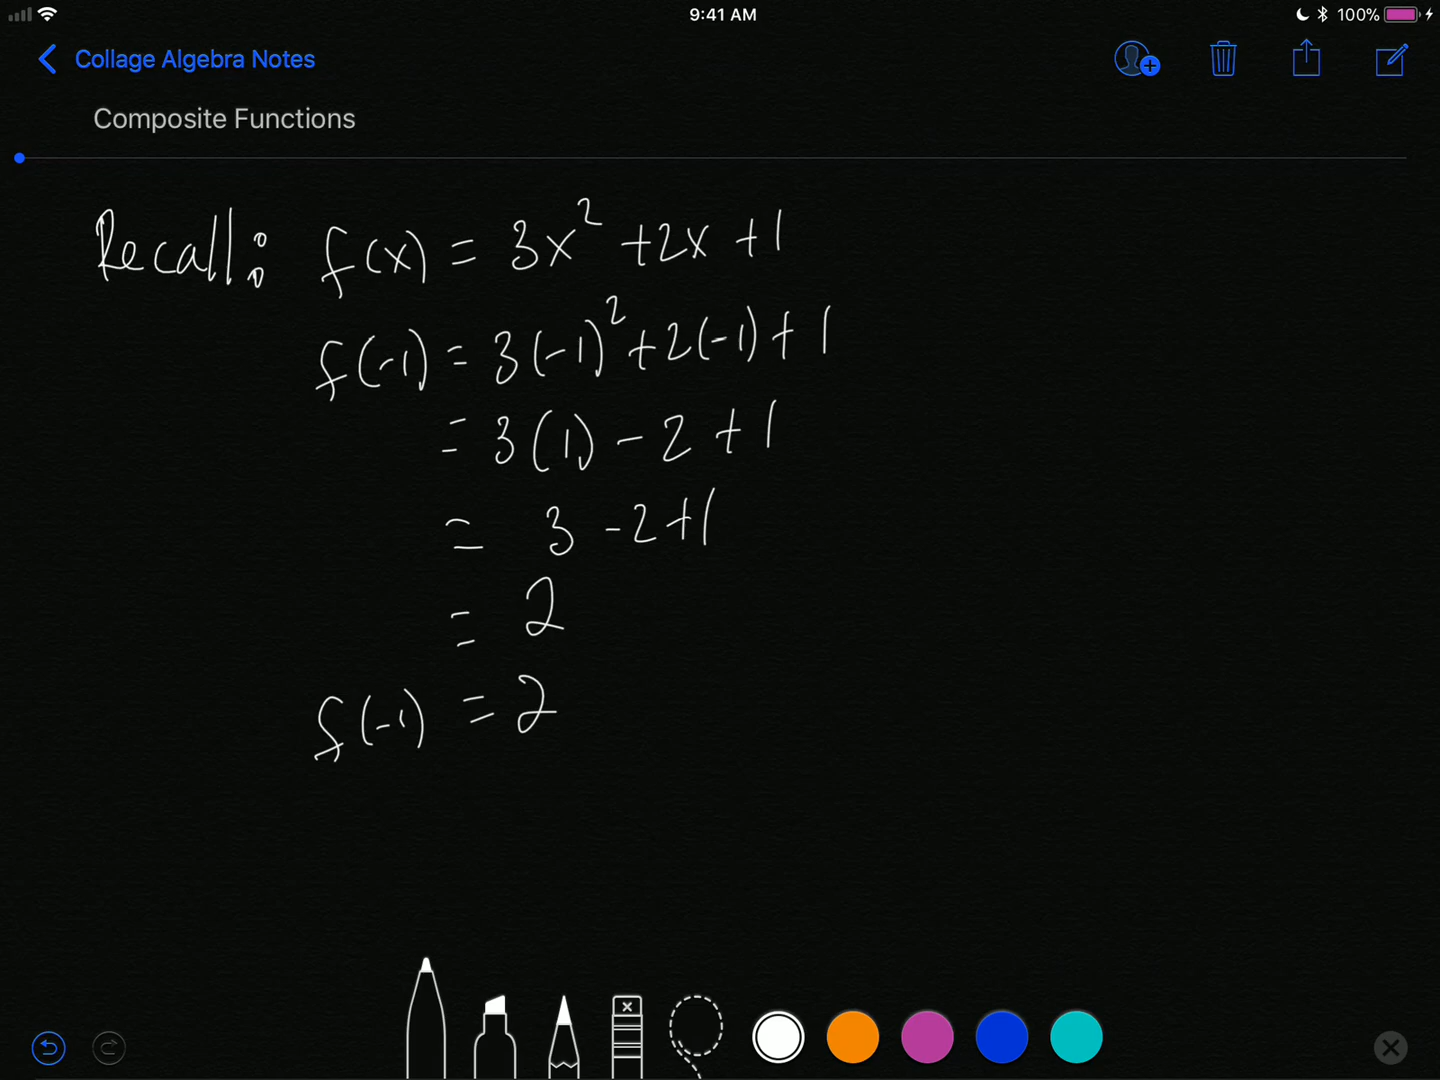 9:41 AM
100%
Collage Algebra Notes
Composite Functions
Recall: f(x) = 3x² + 2x + 1
f(-1) = 3(-1)² + 2(-1) + 1
= 3(1) - 2 + 1
= 3 - 2 + 1
= 2
f(-1) = 2